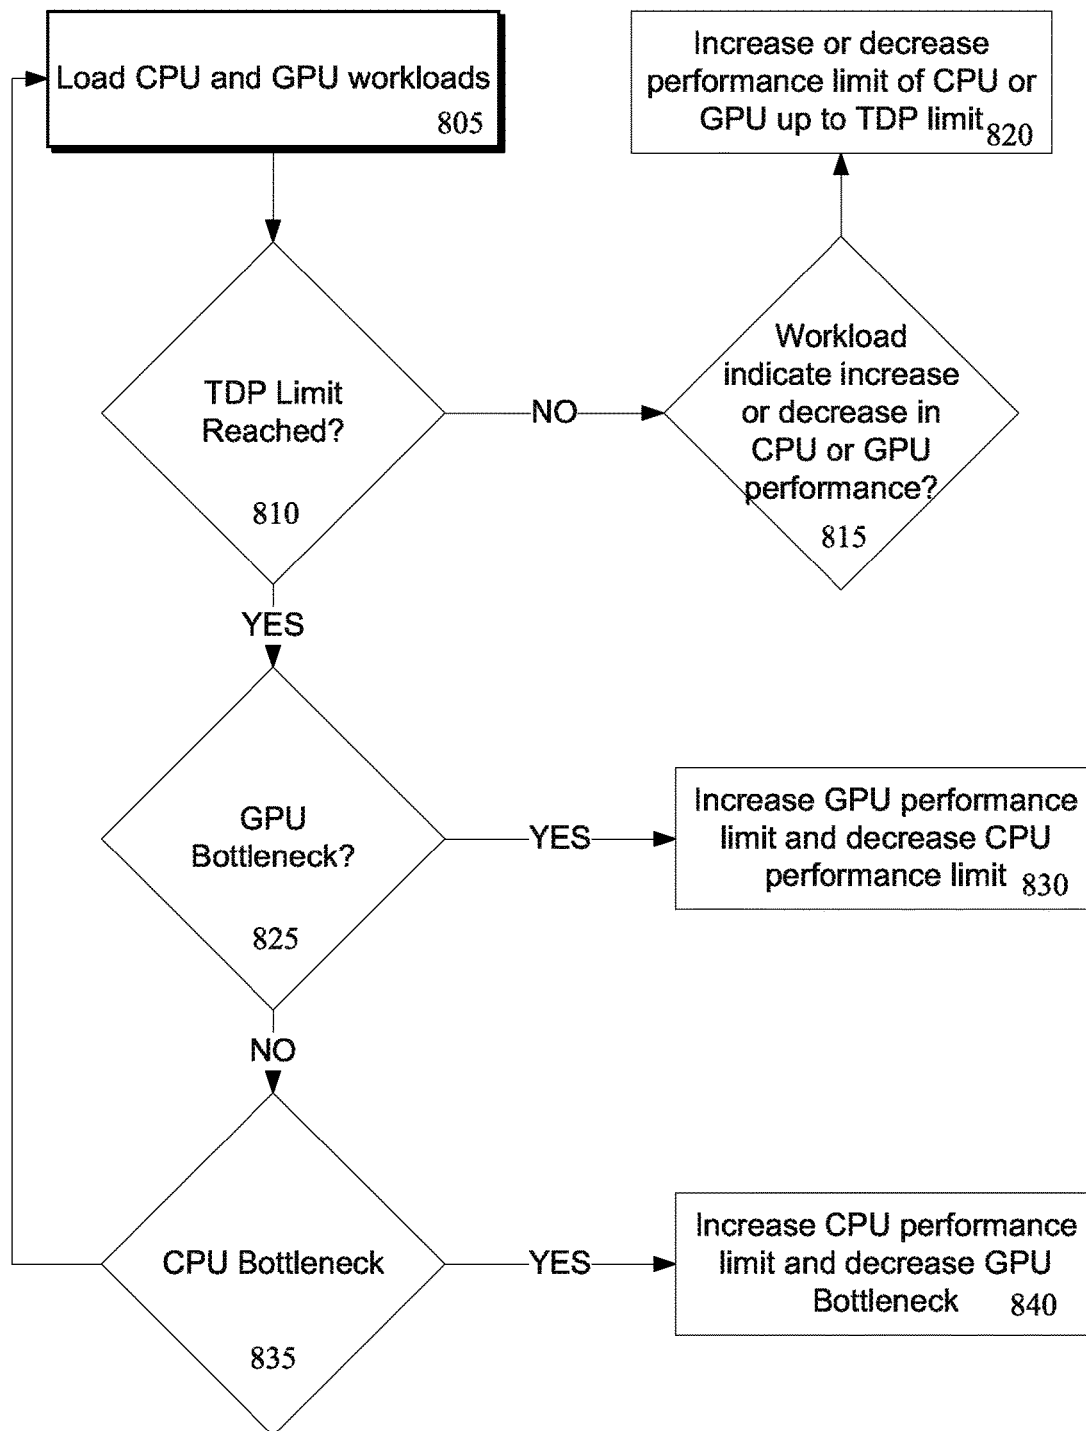 Load CPU and GPU workloads
805
Increase or decrease
performance limit of CPU or
GPU up to TDP limit
820
TDP Limit
Reached?
810
NO
Workload
indicate increase
or decrease in
CPU or GPU
performance?
815
YES
GPU
Bottleneck?
825
YES
Increase GPU performance
limit and decrease CPU
performance limit
830
NO
CPU Bottleneck
835
YES
Increase CPU performance
limit and decrease GPU
Bottleneck
840